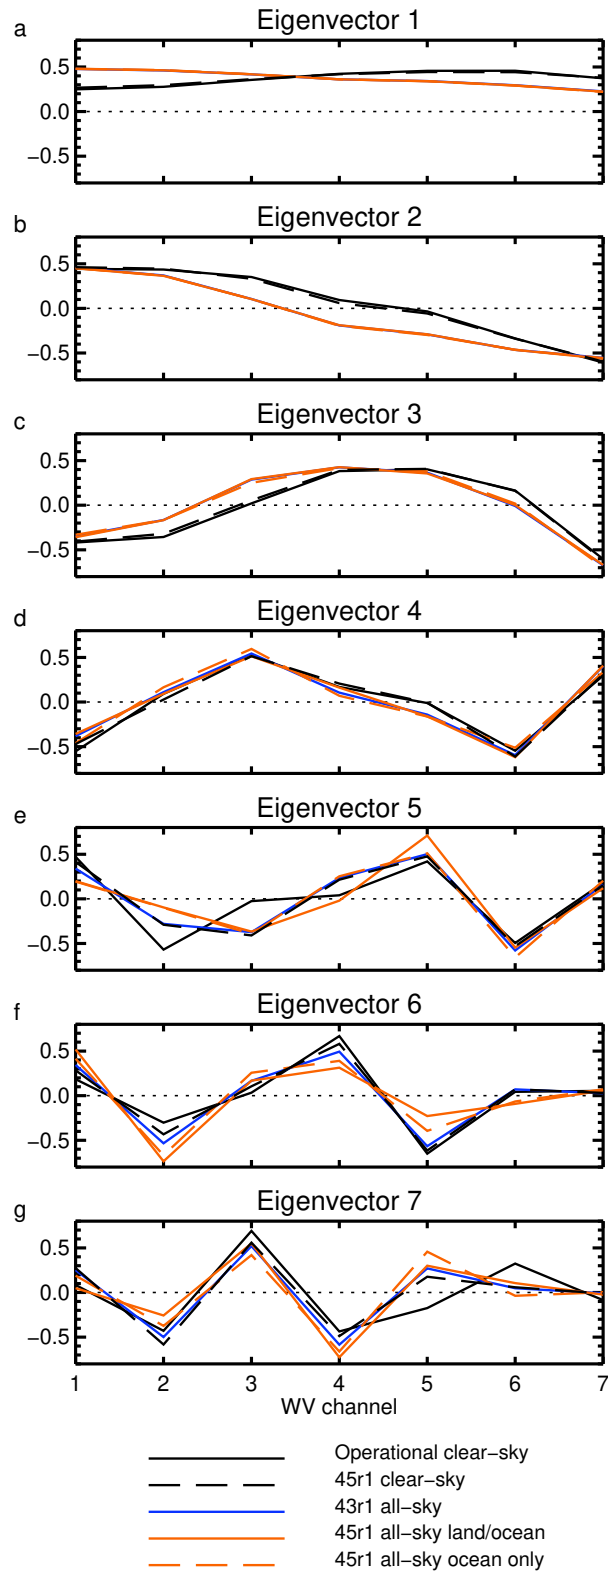 a
Eigenvector 1
0.5
0.0
−0.5
b
Eigenvector 2
0.5
0.0
−0.5
c
Eigenvector 3
0.5
0.0
−0.5
d
Eigenvector 4
0.5
0.0
−0.5
e
Eigenvector 5
0.5
0.0
−0.5
f
Eigenvector 6
0.5
0.0
−0.5
g
Eigenvector 7
0.5
0.0
−0.5
1 2 3 4 5 6 7
WV channel
Operational clear−sky
45r1 clear−sky
43r1 all−sky
45r1 all−sky land/ocean
45r1 all−sky ocean only